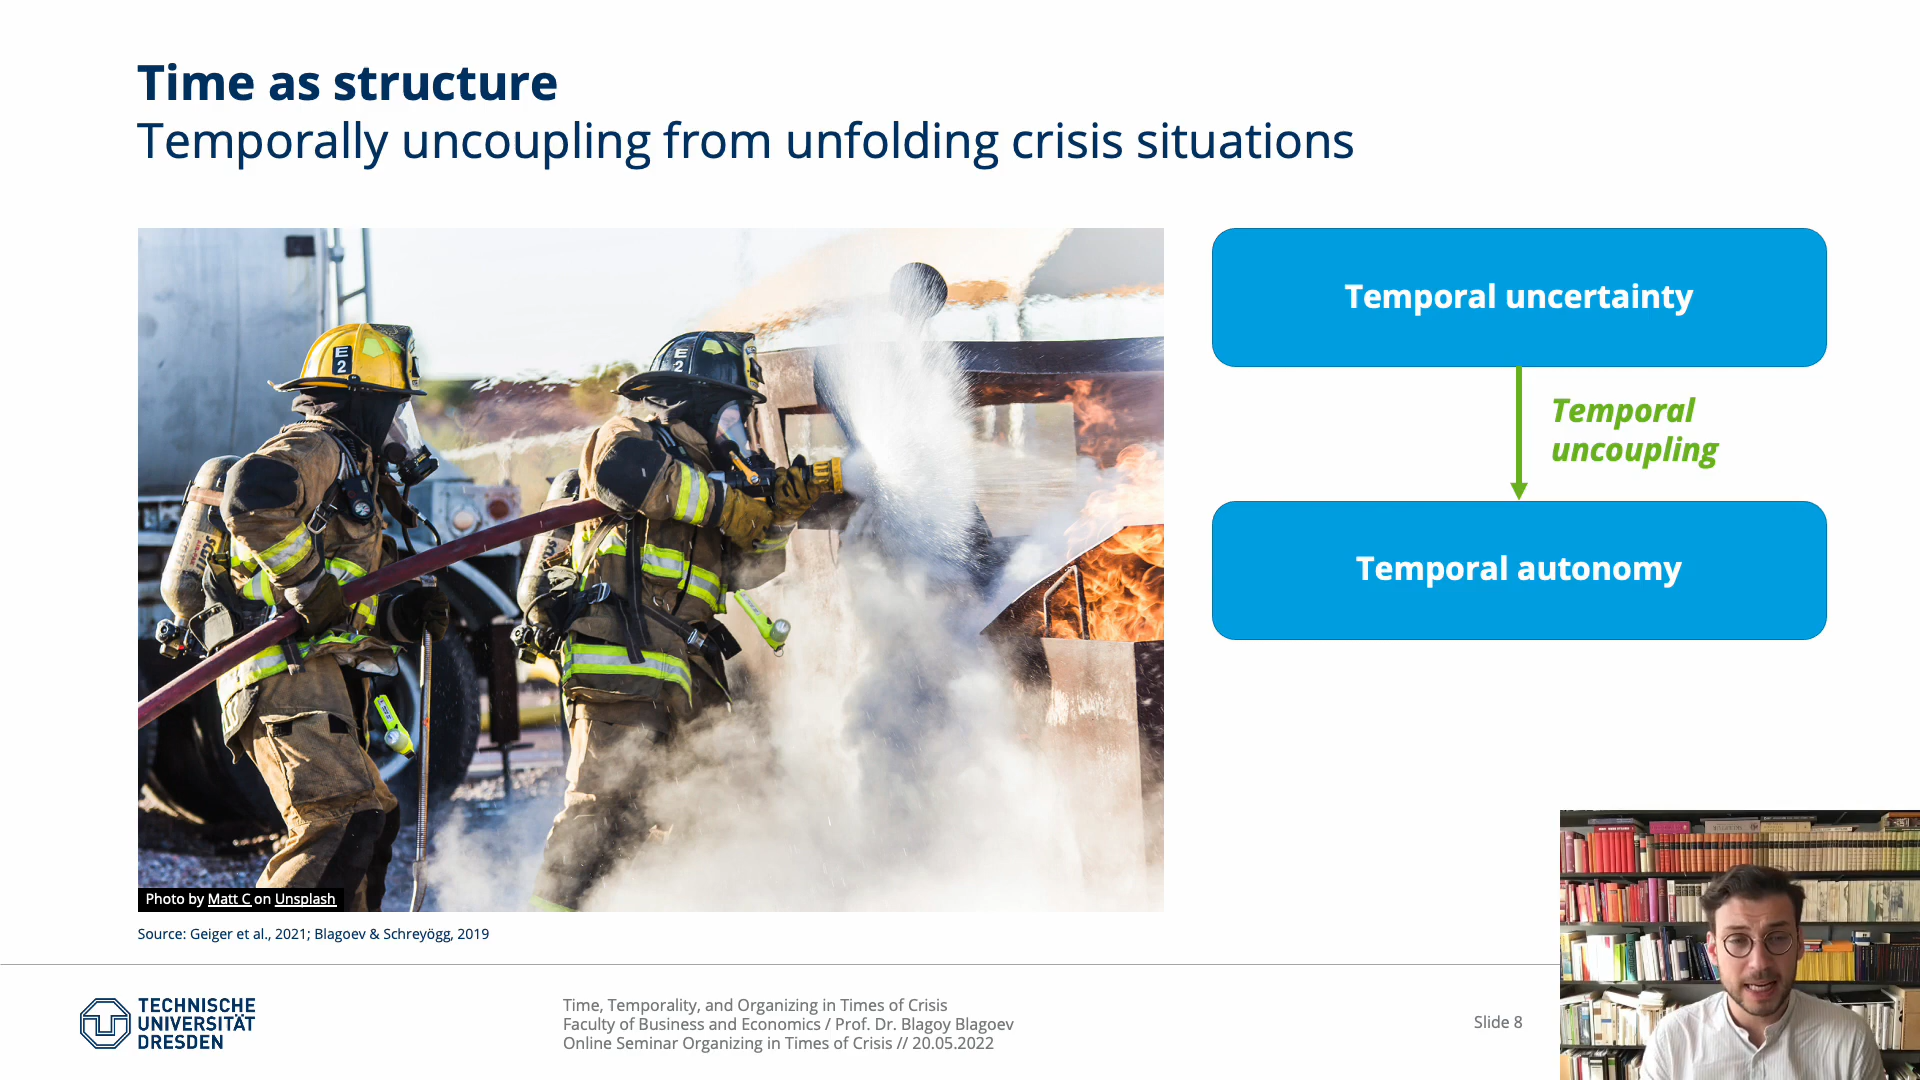 Time as structure
Temporally uncoupling from unfolding crisis situations
E
2
E
2
Photo by Matt C on Unsplash
Source: Geiger et al., 2021; Blagoev & Schreyögg, 2019
Temporal uncertainty
Temporal
uncoupling
Temporal autonomy
TECHNISCHE
UNIVERSITÄT
DRESDEN
Time, Temporality, and Organizing in Times of Crisis
Faculty of Business and Economics / Prof. Dr. Blagoy Blagoev
Online Seminar Organizing in Times of Crisis // 20.05.2022
Slide 8